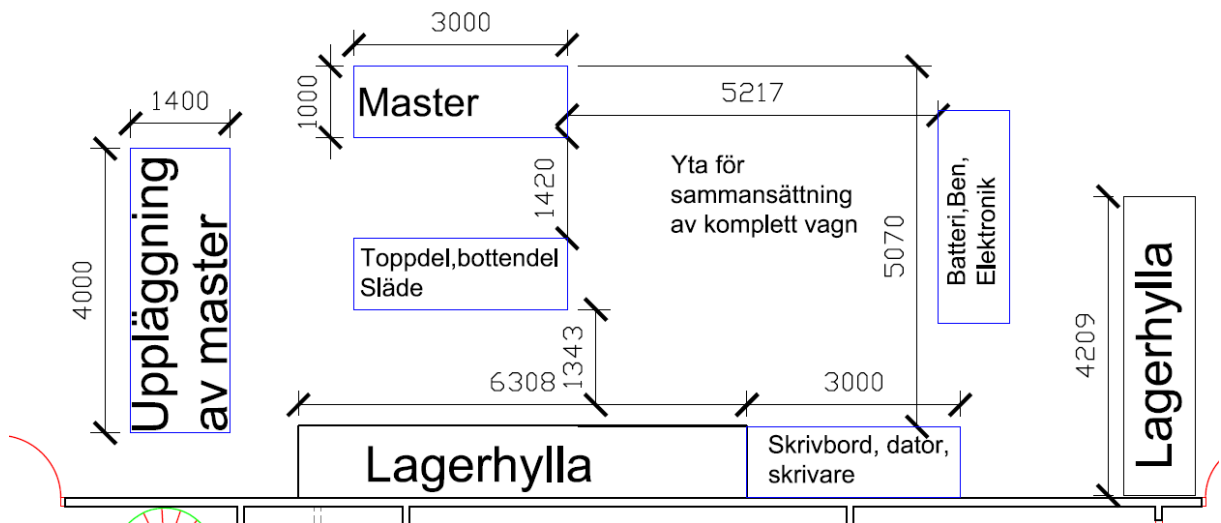 3000
1000
Master
5217
1400
Uppläggning
av master
4000
1420
Yta för
sammansättning
av komplett vagn
5070
Batteri,Ben,
Elektronik
Toppdel,bottendel
Släde
1343
6308
3000
4209
Lagerhylla
Lagerhylla
Skrivbord, dator,
skrivare